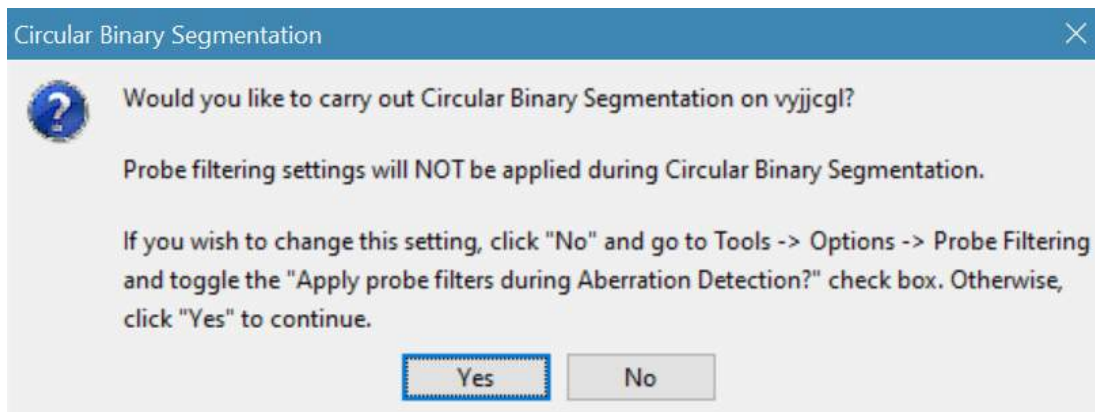 Circular Binary Segmentation
Would you like to carry out Circular Binary Segmentation on vyjjcgl?
Probe filtering settings will NOT be applied during Circular Binary Segmentation.
If you wish to change this setting, click "No" and go to Tools -> Options -> Probe Filtering
and toggle the "Apply probe filters during Aberration Detection?" check box. Otherwise,
click "Yes" to continue.
Yes
No